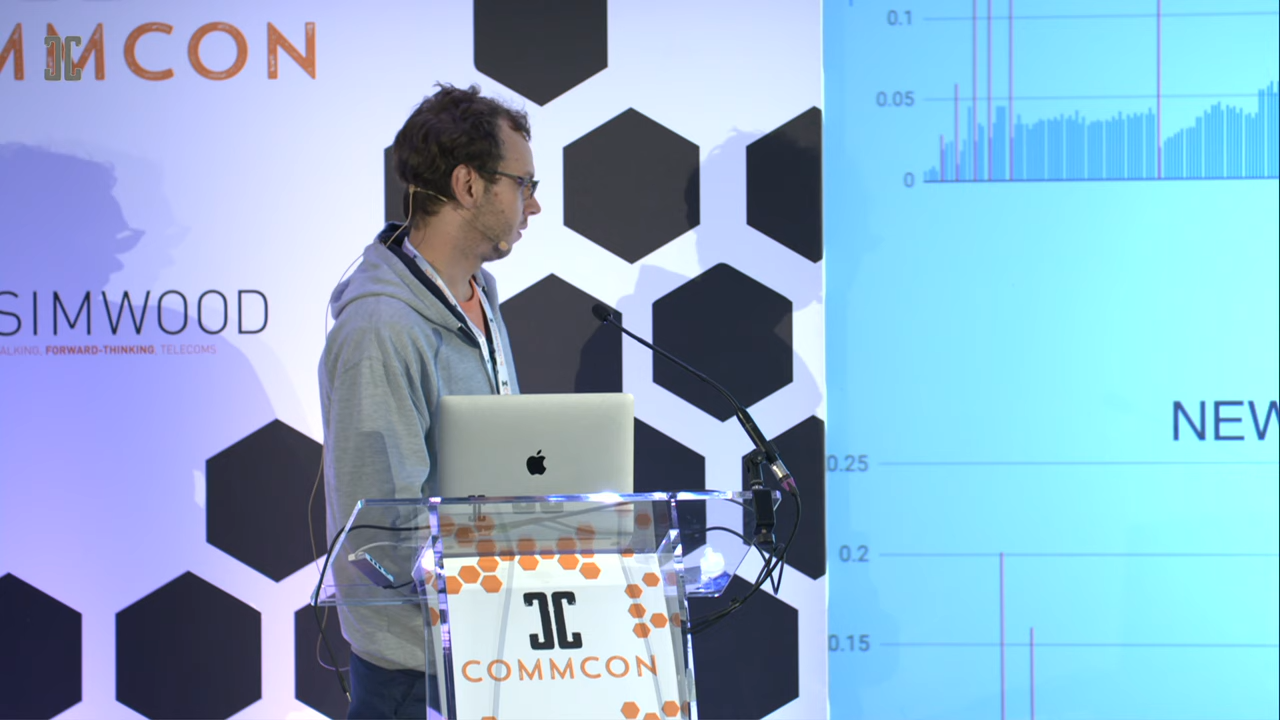 MMCON
SIMWOOD
ALKING, FORWARD-THINKING, TELECOMS
COMMCON
0.1
0.05
0
NEW
0.25
0.2
0.15